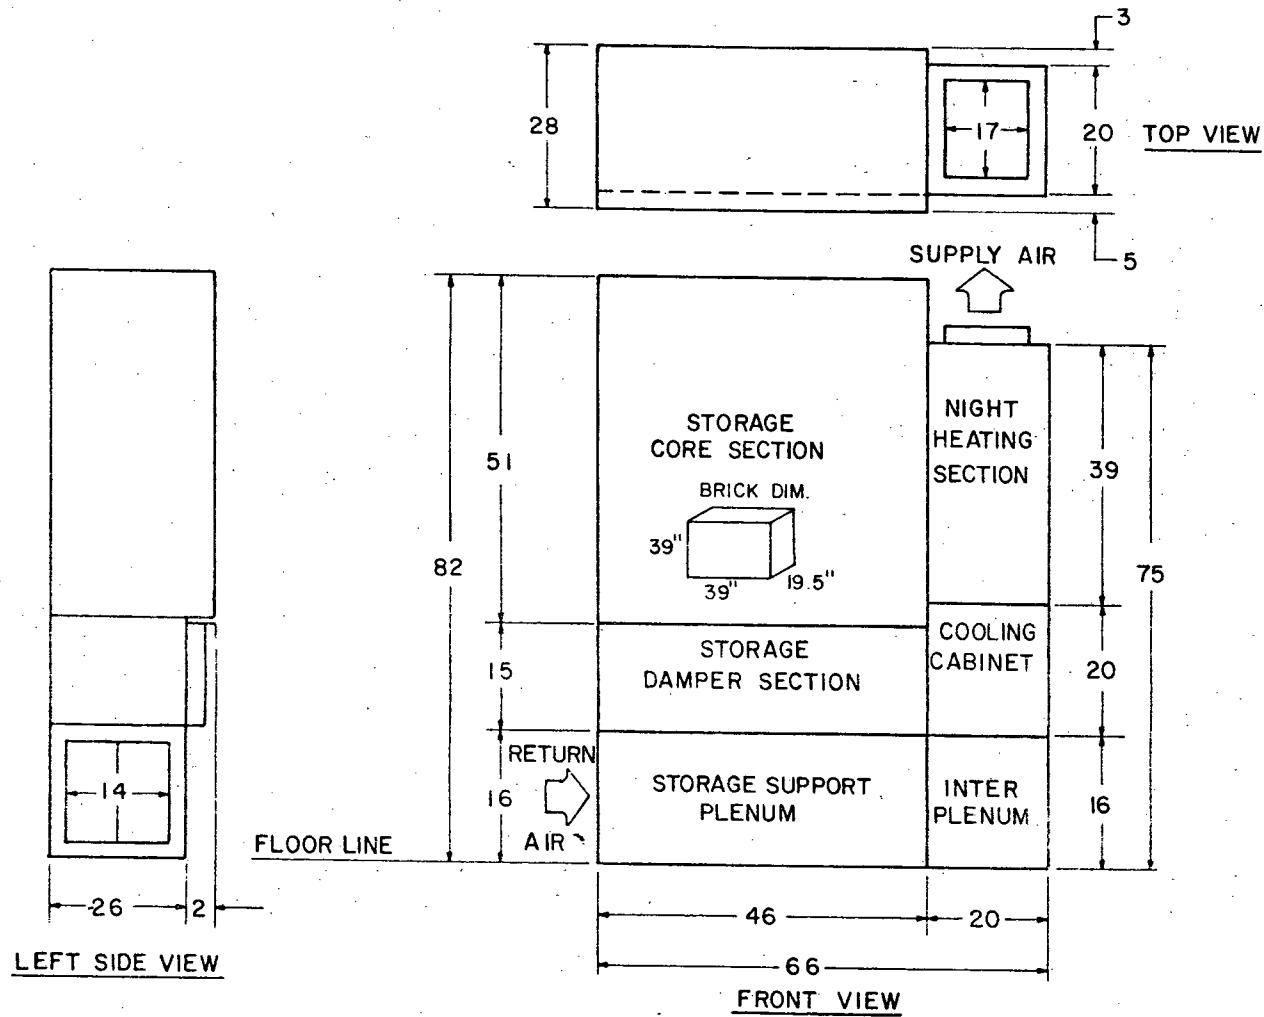 3
28
17
20
TOP VIEW
SUPPLY AIR
5
STORAGE
CORE SECTION
NIGHT
HEATING
SECTION
51
39
BRICK DIM.
39"
39"
19.5"
82
75
STORAGE
DAMPER SECTION
COOLING
CABINET
15
20
RETURN
AIR
16
STORAGE SUPPORT
PLENUM
INTER
PLENUM
16
14
FLOOR LINE
26
2
46
20
66
LEFT SIDE VIEW
FRONT VIEW